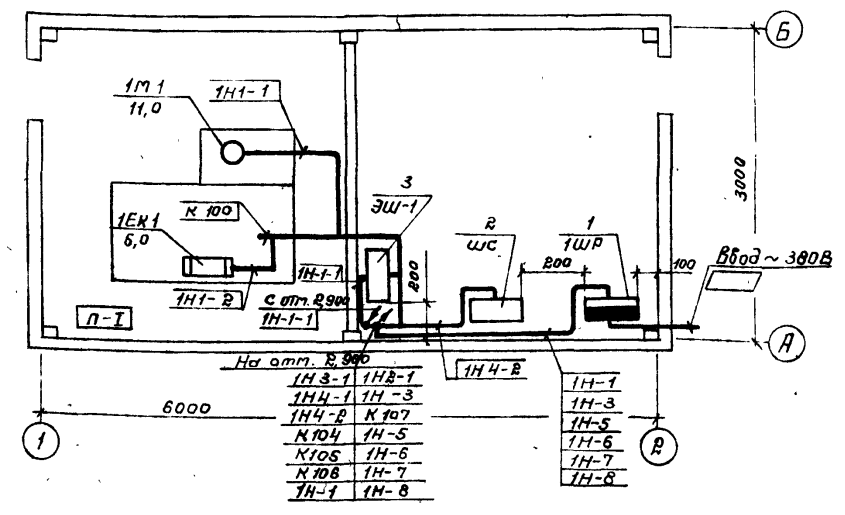 Б
1М1
11,0
1Н1-1
3
ЭШ-1
3000
К 100
1ЕК1
6,0
2
ШС
1
1ШР
Ввод ~ 380В
200
100
1Н-1-1
200
1Н1-2
С отм. 2,900
1Н-1-1
П-I
А
На отм. 2,900
1Н4-2
1Н3-1 1Н2-1
1Н4-1 1Н-3
1Н4-2 К107
К104 1Н-5
К105 1Н-6
К106 1Н-7
1Н-1 1Н-8
1Н-1
1Н-3
1Н-5
1Н-6
1Н-7
1Н-8
6000
1
2